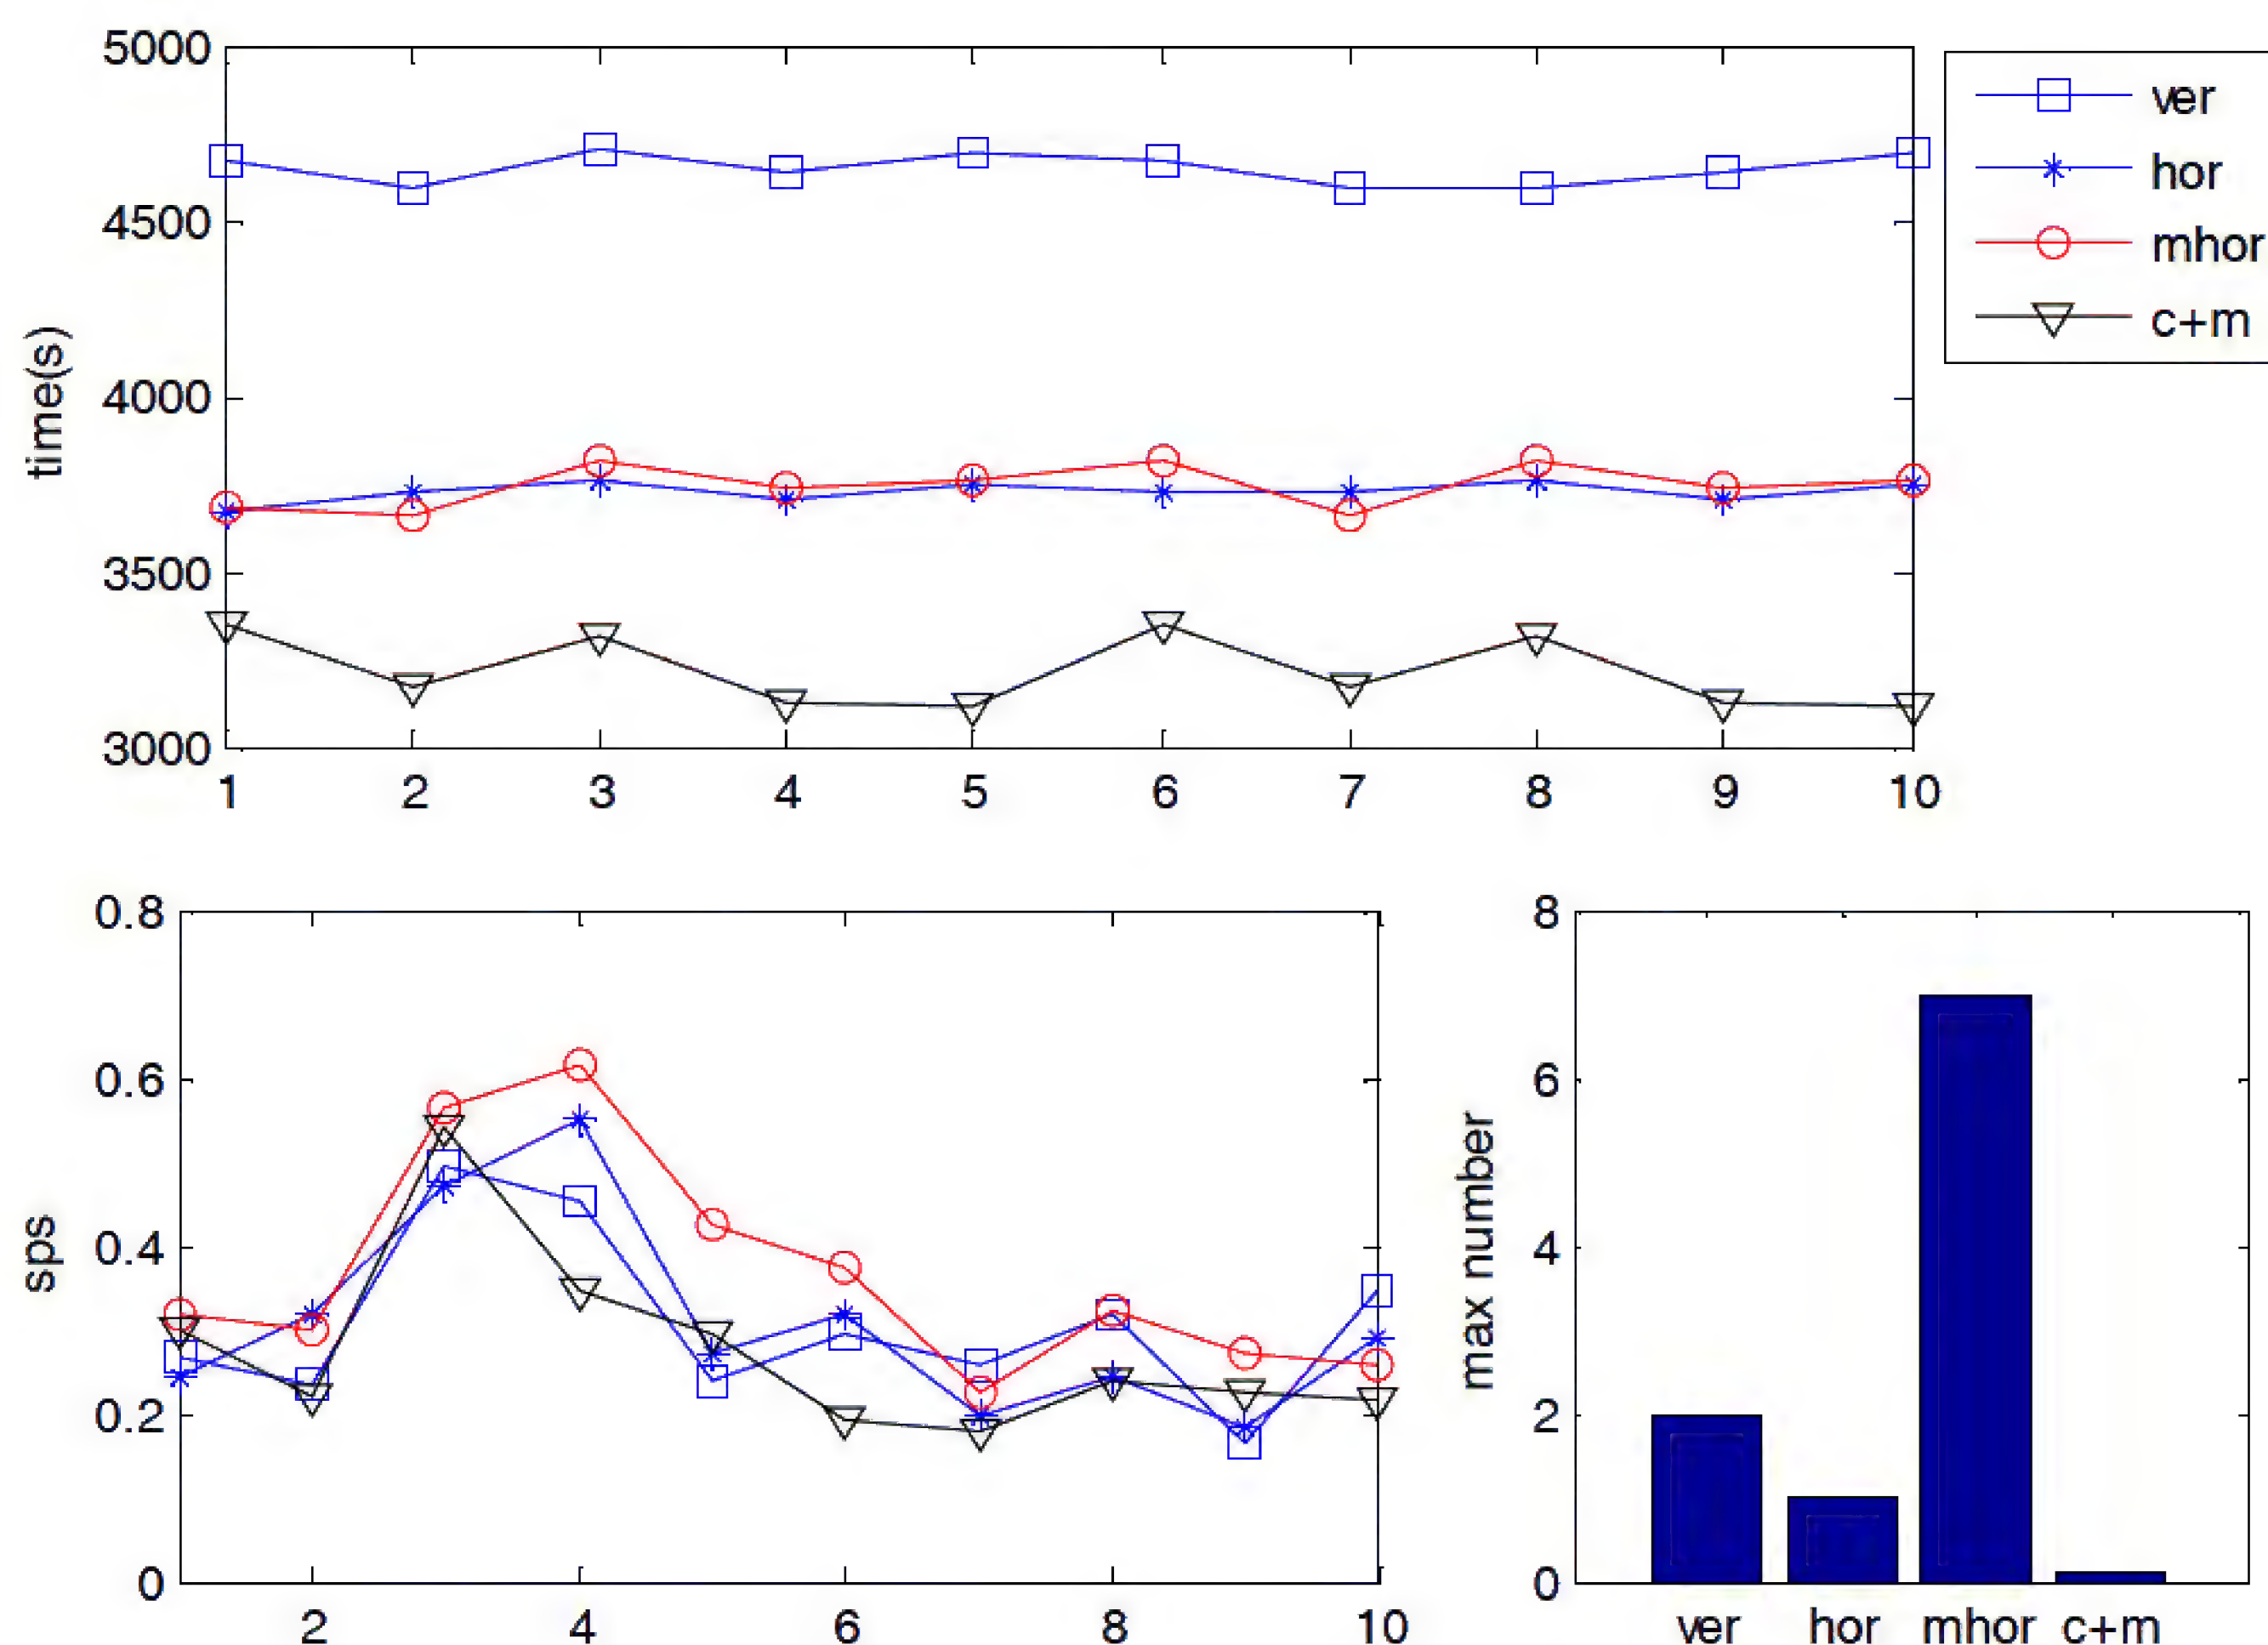 5000
4500
4000
3500
3000
time(s)
1 2 3 4 5 6 7 8 9 10
ver
hor
mhor
c+m
0.8
0.6
0.4
0.2
0
sps
2 4 6 8 10
8
6
4
2
0
max number
ver hor mhor c+m